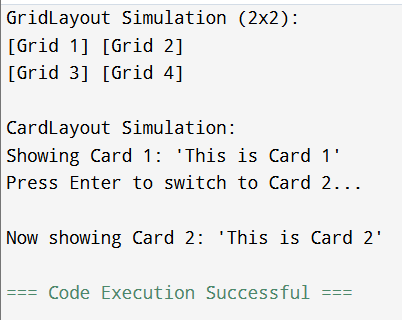 GridLayout Simulation (2x2):
[Grid 1] [Grid 2]
[Grid 3] [Grid 4]
CardLayout Simulation:
Showing Card 1: 'This is Card 1'
Press Enter to switch to Card 2...
Now showing Card 2: 'This is Card 2'
=== Code Execution Successful ===